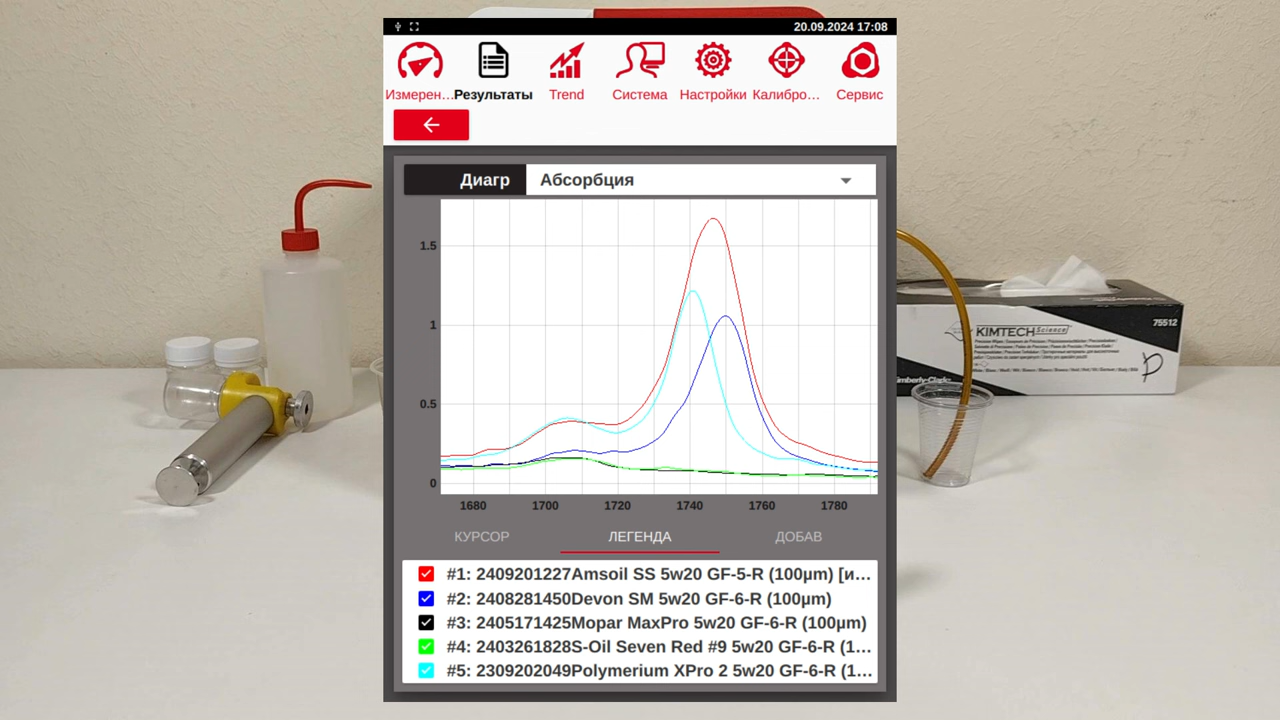 20.09.2024 17:08
Измерен... Результаты Trend Система Настройки Калибро... Сервис
Диагр Абсорбция
1.5
1
0.5
0
1680 1700 1720 1740 1760 1780
КУРСОР ЛЕГЕНДА ДОБАВ
#1: 2409201227Amsoil SS 5w20 GF-5-R (100µm) [и...
#2: 2408281450Devon SM 5w20 GF-6-R (100µm)
#3: 2405171425Mopar MaxPro 5w20 GF-6-R (100µm)
#4: 2403261828S-Oil Seven Red #9 5w20 GF-6-R (1...
#5: 2309202049Polymerium XPro 2 5w20 GF-6-R (1...
75512
KIMTECH Science
Kimberly-Clark